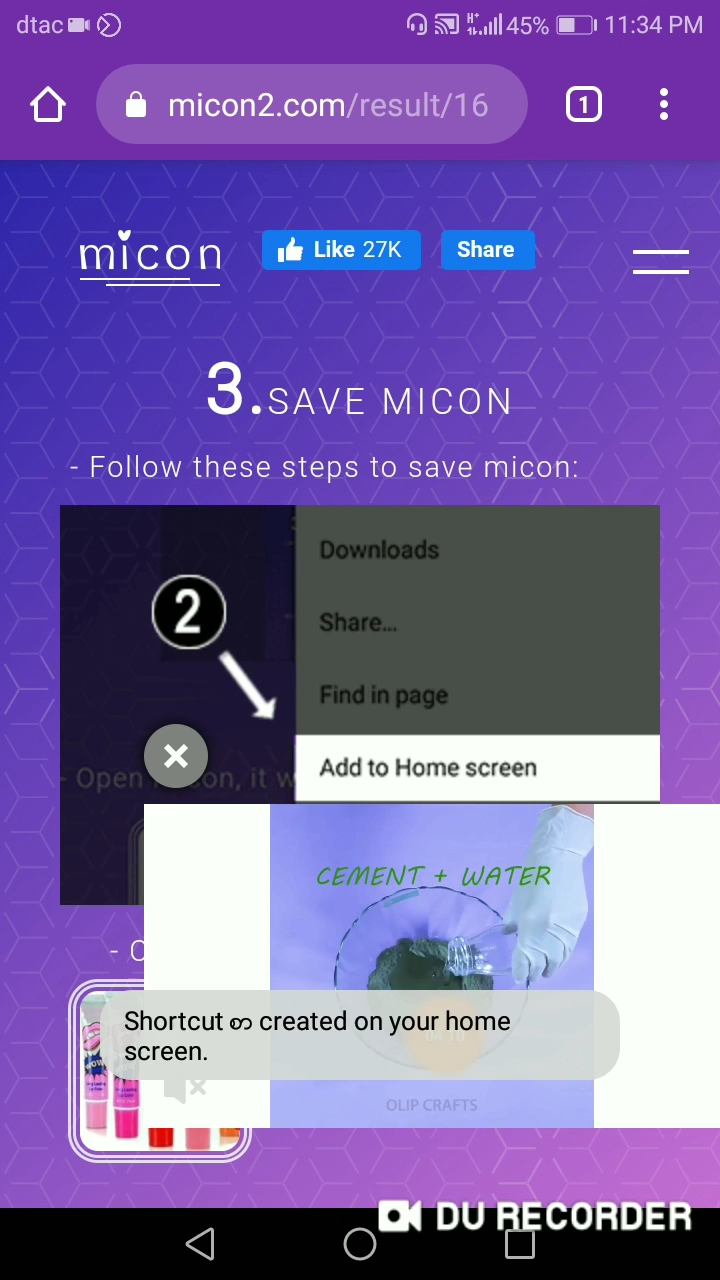 dtac
H+
45%
11:34 PM
micon2.com/result/16
1
micon
Like 27K
Share
3.SAVE MICON
- Follow these steps to save micon:
Downloads
Share...
2
Find in page
Add to Home screen
- Open
it w
CEMENT + WATER
Shortcut တ created on your home
screen.
OLIP CRAFTS
DU RECORDER